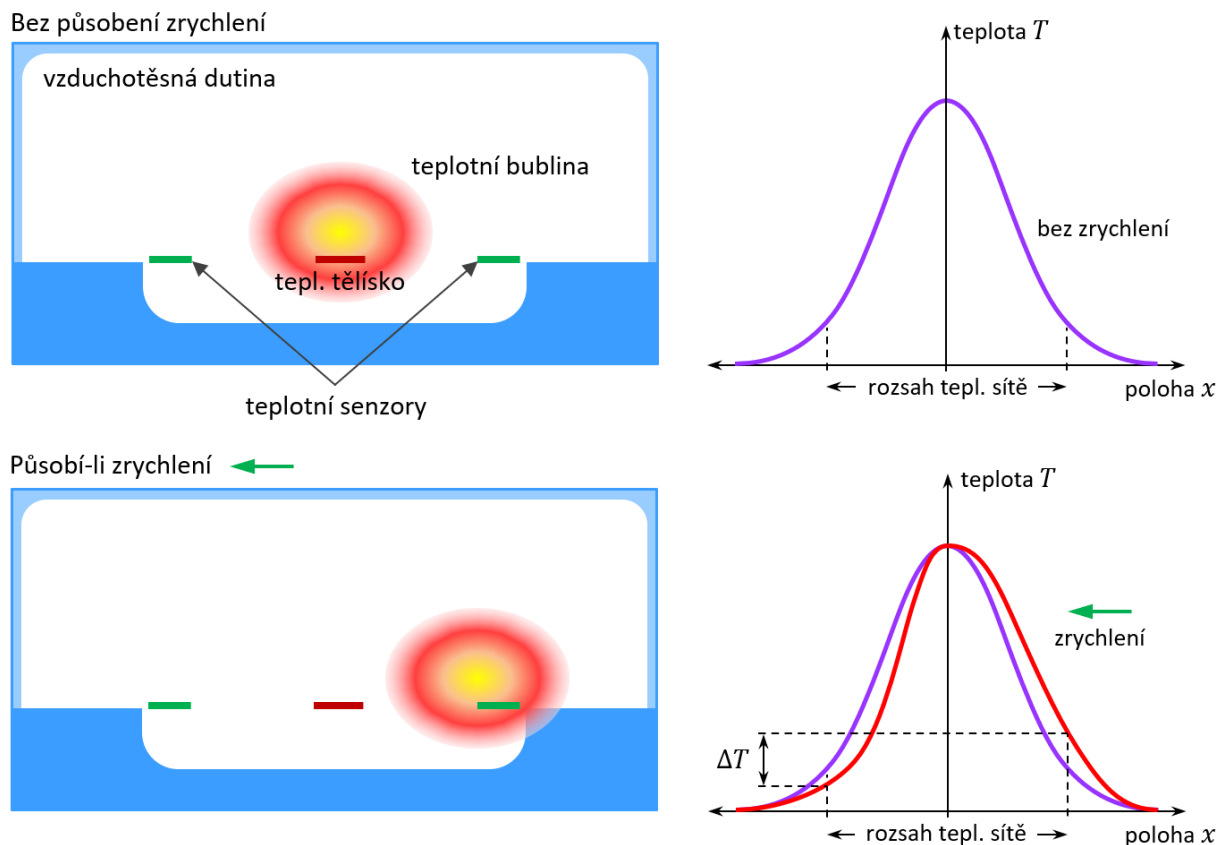 Bez působení zrychlení
vzduchotěsná dutina
teplotní bublina
tepl. tělísko
teplotní senzory
teplota T
bez zrychlení
rozsah tepl. sítě
poloha x
Působí-li zrychlení
teplota T
zrychlení
ΔT
rozsah tepl. sítě
poloha x